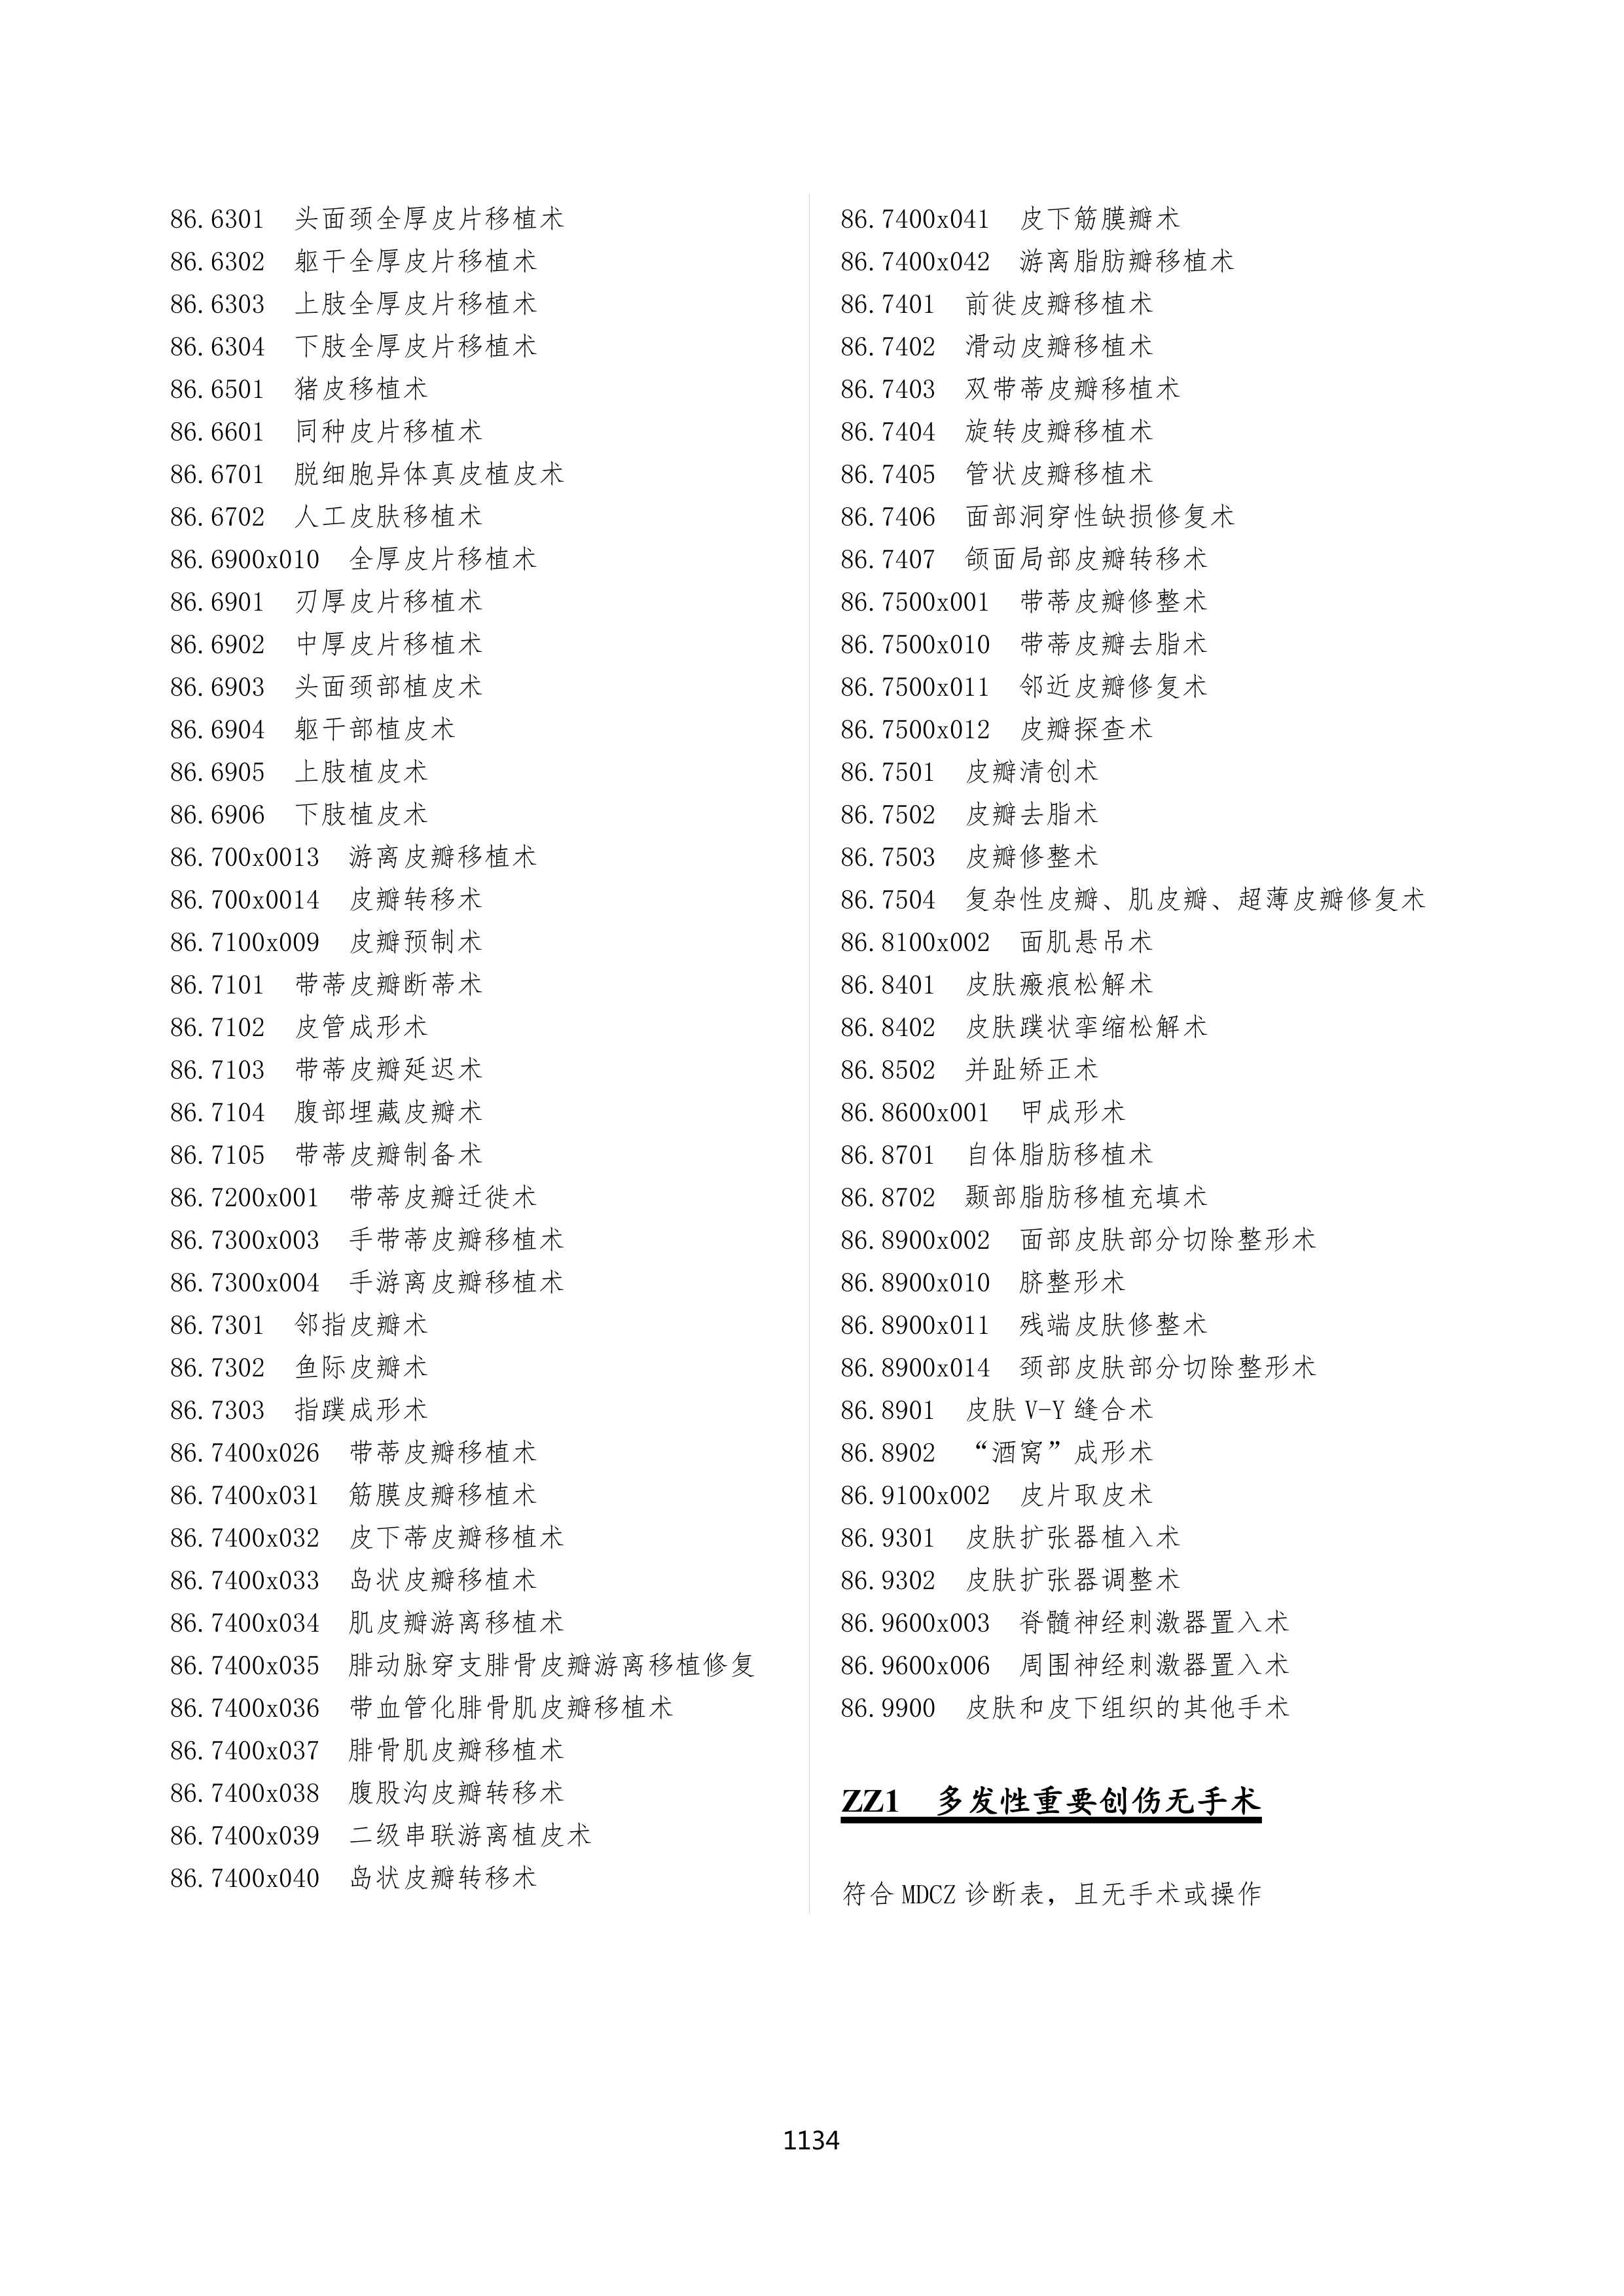 86.6301 头面颈全厚皮片移植术
86.6302 躯干全厚皮片移植术
86.6303 上肢全厚皮片移植术
86.6304 下肢全厚皮片移植术
86.6501 猪皮移植术
86.6601 同种皮片移植术
86.6701 脱细胞异体真皮植皮术
86.6702 人工皮肤移植术
86.6900x010 全厚皮片移植术
86.6901 刃厚皮片移植术
86.6902 中厚皮片移植术
86.6903 头面颈部植皮术
86.6904 躯干部植皮术
86.6905 上肢植皮术
86.6906 下肢植皮术
86.700x0013 游离皮瓣移植术
86.700x0014 皮瓣转移术
86.7100x009 皮瓣预制术
86.7101 带蒂皮瓣断蒂术
86.7102 皮管成形术
86.7103 带蒂皮瓣延迟术
86.7104 腹部埋藏皮瓣术
86.7105 带蒂皮瓣制备术
86.7200x001 带蒂皮瓣迁徙术
86.7300x003 手带蒂皮瓣移植术
86.7300x004 手游离皮瓣移植术
86.7301 邻指皮瓣术
86.7302 鱼际皮瓣术
86.7303 指蹼成形术
86.7400x026 带蒂皮瓣移植术
86.7400x031 筋膜皮瓣移植术
86.7400x032 皮下蒂皮瓣移植术
86.7400x033 岛状皮瓣移植术
86.7400x034 肌皮瓣游离移植术
86.7400x035 腓动脉穿支腓骨皮瓣游离移植修复
86.7400x036 带血管化腓骨肌皮瓣移植术
86.7400x037 腓骨肌皮瓣移植术
86.7400x038 腹股沟皮瓣转移术
86.7400x039 二级串联游离植皮术
86.7400x040 岛状皮瓣转移术
86.7400x041 皮下筋膜瓣术
86.7400x042 游离脂肪瓣移植术
86.7401 前徙皮瓣移植术
86.7402 滑动皮瓣移植术
86.7403 双带蒂皮瓣移植术
86.7404 旋转皮瓣移植术
86.7405 管状皮瓣移植术
86.7406 面部洞穿性缺损修复术
86.7407 颌面局部皮瓣转移术
86.7500x001 带蒂皮瓣修整术
86.7500x010 带蒂皮瓣去脂术
86.7500x011 邻近皮瓣修复术
86.7500x012 皮瓣探查术
86.7501 皮瓣清创术
86.7502 皮瓣去脂术
86.7503 皮瓣修整术
86.7504 复杂性皮瓣、肌皮瓣、超薄皮瓣修复术
86.8100x002 面肌悬吊术
86.8401 皮肤瘢痕松解术
86.8402 皮肤蹼状挛缩松解术
86.8502 并趾矫正术
86.8600x001 甲成形术
86.8701 自体脂肪移植术
86.8702 颞部脂肪移植充填术
86.8900x002 面部皮肤部分切除整形术
86.8900x010 脐整形术
86.8900x011 残端皮肤修整术
86.8900x014 颈部皮肤部分切除整形术
86.8901 皮肤 V-Y 缝合术
86.8902 “酒窝”成形术
86.9100x002 皮片取皮术
86.9301 皮肤扩张器植入术
86.9302 皮肤扩张器调整术
86.9600x003 脊髓神经刺激器置入术
86.9600x006 周围神经刺激器置入术
86.9900 皮肤和皮下组织的其他手术
ZZ1 多发性重要创伤无手术
符合 MDCZ 诊断表，且无手术或操作
1134